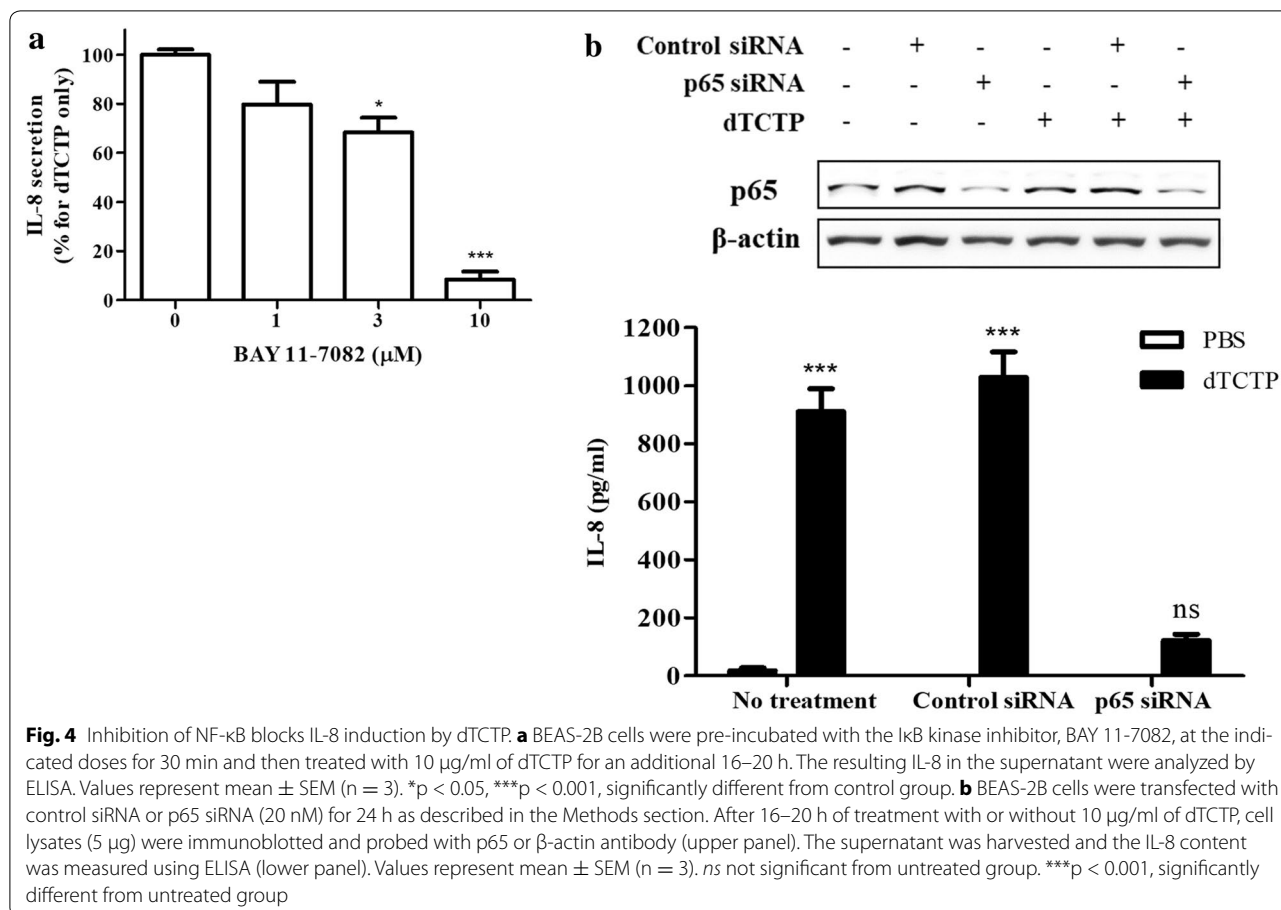 a
100
80
60
40
20
0
IL-8 secretion
(% for dTCTP only)
*
***
0 1 3 10
BAY 11-7082 (μM)
b
Control siRNA - + - - + -
p65 siRNA - - + - - +
dTCTP - - - + + +
p65
β-actin
1200
1000
800
600
400
200
0
IL-8 (pg/ml)
***
***
ns
PBS
dTCTP
No treatment Control siRNA p65 siRNA
Fig. 4 Inhibition of NF-κB blocks IL-8 induction by dTCTP. a BEAS-2B cells were pre-incubated with the IκB kinase inhibitor, BAY 11-7082, at the indi-
cated doses for 30 min and then treated with 10 μg/ml of dTCTP for an additional 16–20 h. The resulting IL-8 in the supernatant were analyzed by
ELISA. Values represent mean ± SEM (n = 3). *p < 0.05, ***p < 0.001, significantly different from control group. b BEAS-2B cells were transfected with
control siRNA or p65 siRNA (20 nM) for 24 h as described in the Methods section. After 16–20 h of treatment with or without 10 μg/ml of dTCTP, cell
lysates (5 μg) were immunoblotted and probed with p65 or β-actin antibody (upper panel). The supernatant was harvested and the IL-8 content
was measured using ELISA (lower panel). Values represent mean ± SEM (n = 3). ns not significant from untreated group. ***p < 0.001, significantly
different from untreated group